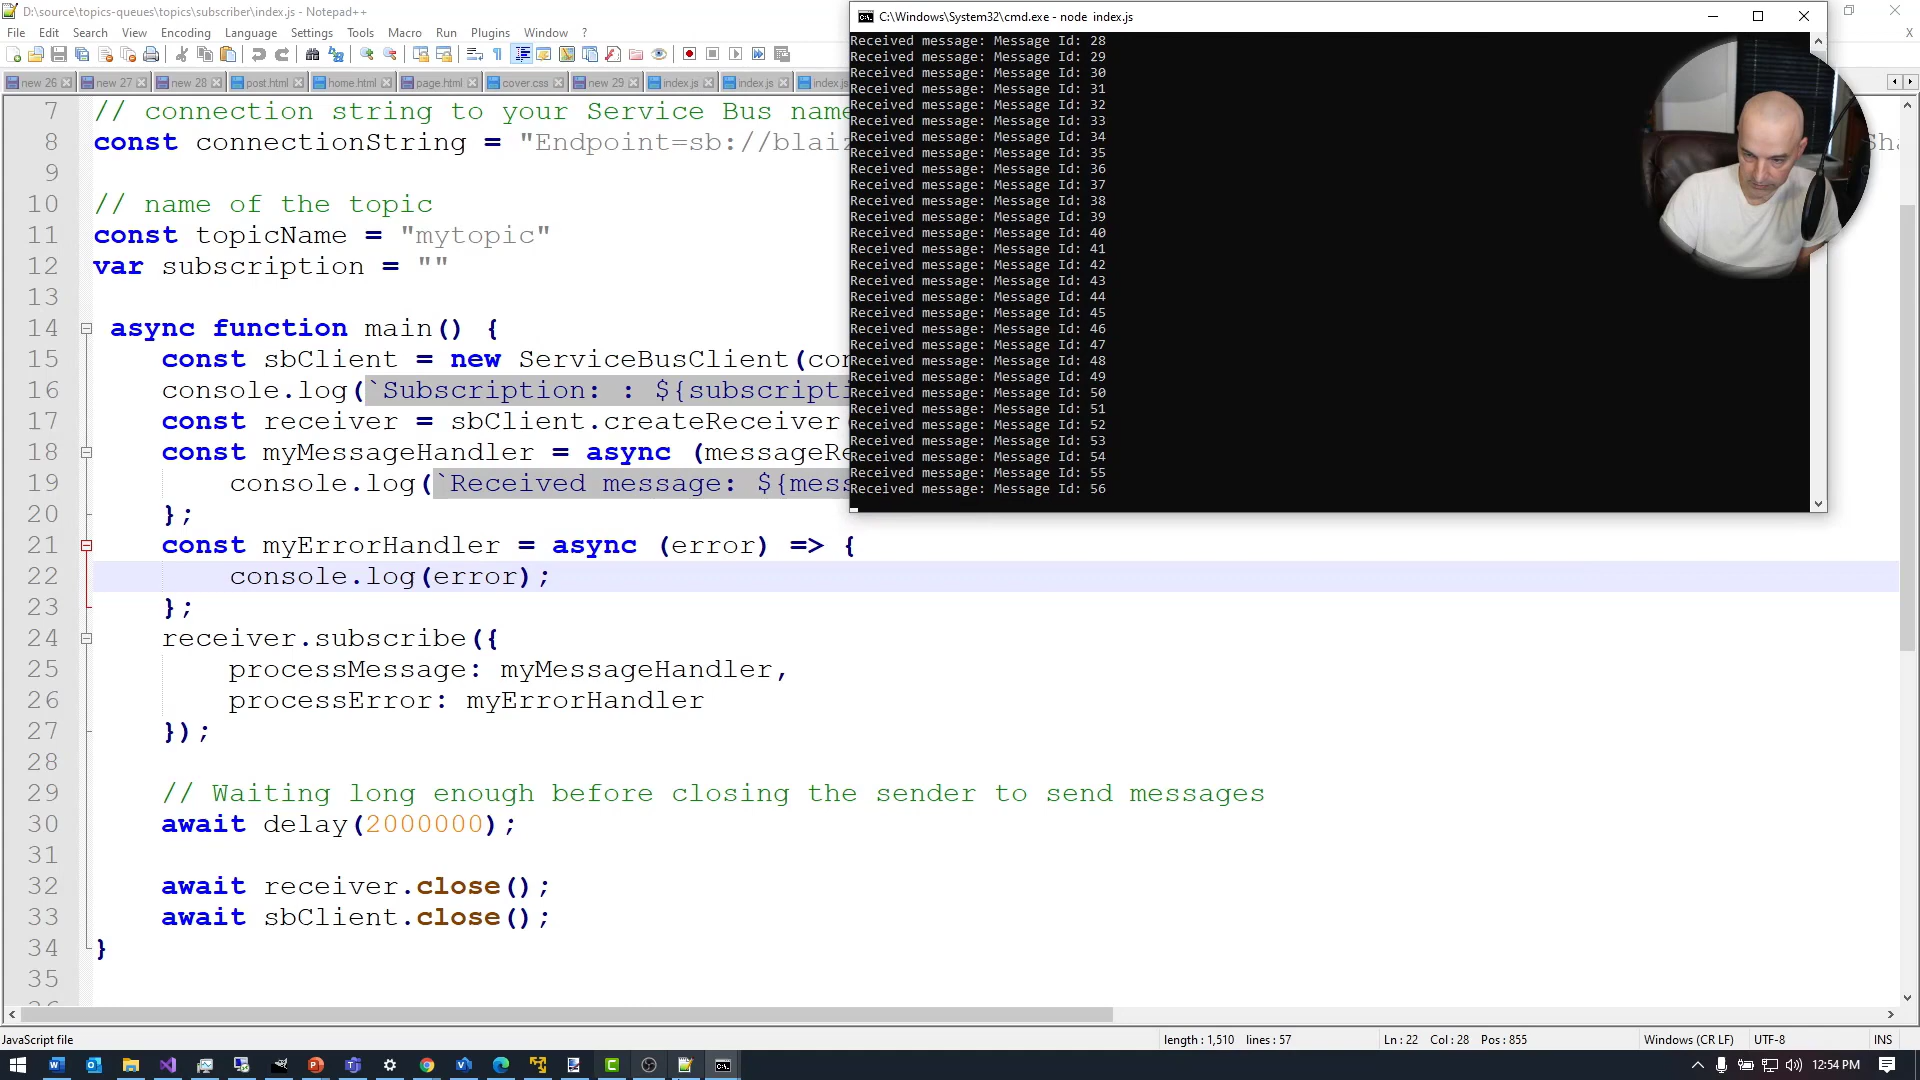 D:\source\topics-queues\topics\subscriber\index.js - Notepad++
File Edit Search View Encoding Language Settings Tools Macro Run Plugins Window ?
new 26 new 27 new 28 post.html home.html page.html cover.css new 29 index.js index.js index.js
7 // connection string to your Service Bus name
8 const connectionString = "Endpoint=sb://blaiz
9
10 // name of the topic
11 const topicName = "mytopic"
12 var subscription = ""
13
14 async function main() {
15 const sbClient = new ServiceBusClient(con
16 console.log(`Subscription: : ${subscripti
17 const receiver = sbClient.createReceiver
18 const myMessageHandler = async (messageRe
19 console.log(`Received message: ${mess
20 };
21 const myErrorHandler = async (error) => {
22 console.log(error);
23 };
24 receiver.subscribe({
25 processMessage: myMessageHandler,
26 processError: myErrorHandler
27 });
28
29 // Waiting long enough before closing the sender to send messages
30 await delay(2000000);
31
32 await receiver.close();
33 await sbClient.close();
34 }
35
C:\Windows\System32\cmd.exe - node index.js
Received message: Message Id: 28
Received message: Message Id: 29
Received message: Message Id: 30
Received message: Message Id: 31
Received message: Message Id: 32
Received message: Message Id: 33
Received message: Message Id: 34
Received message: Message Id: 35
Received message: Message Id: 36
Received message: Message Id: 37
Received message: Message Id: 38
Received message: Message Id: 39
Received message: Message Id: 40
Received message: Message Id: 41
Received message: Message Id: 42
Received message: Message Id: 43
Received message: Message Id: 44
Received message: Message Id: 45
Received message: Message Id: 46
Received message: Message Id: 47
Received message: Message Id: 48
Received message: Message Id: 49
Received message: Message Id: 50
Received message: Message Id: 51
Received message: Message Id: 52
Received message: Message Id: 53
Received message: Message Id: 54
Received message: Message Id: 55
Received message: Message Id: 56
JavaScript file length : 1,510 lines : 57 Ln : 22 Col : 28 Pos : 855 Windows (CR LF) UTF-8 INS
12:54 PM